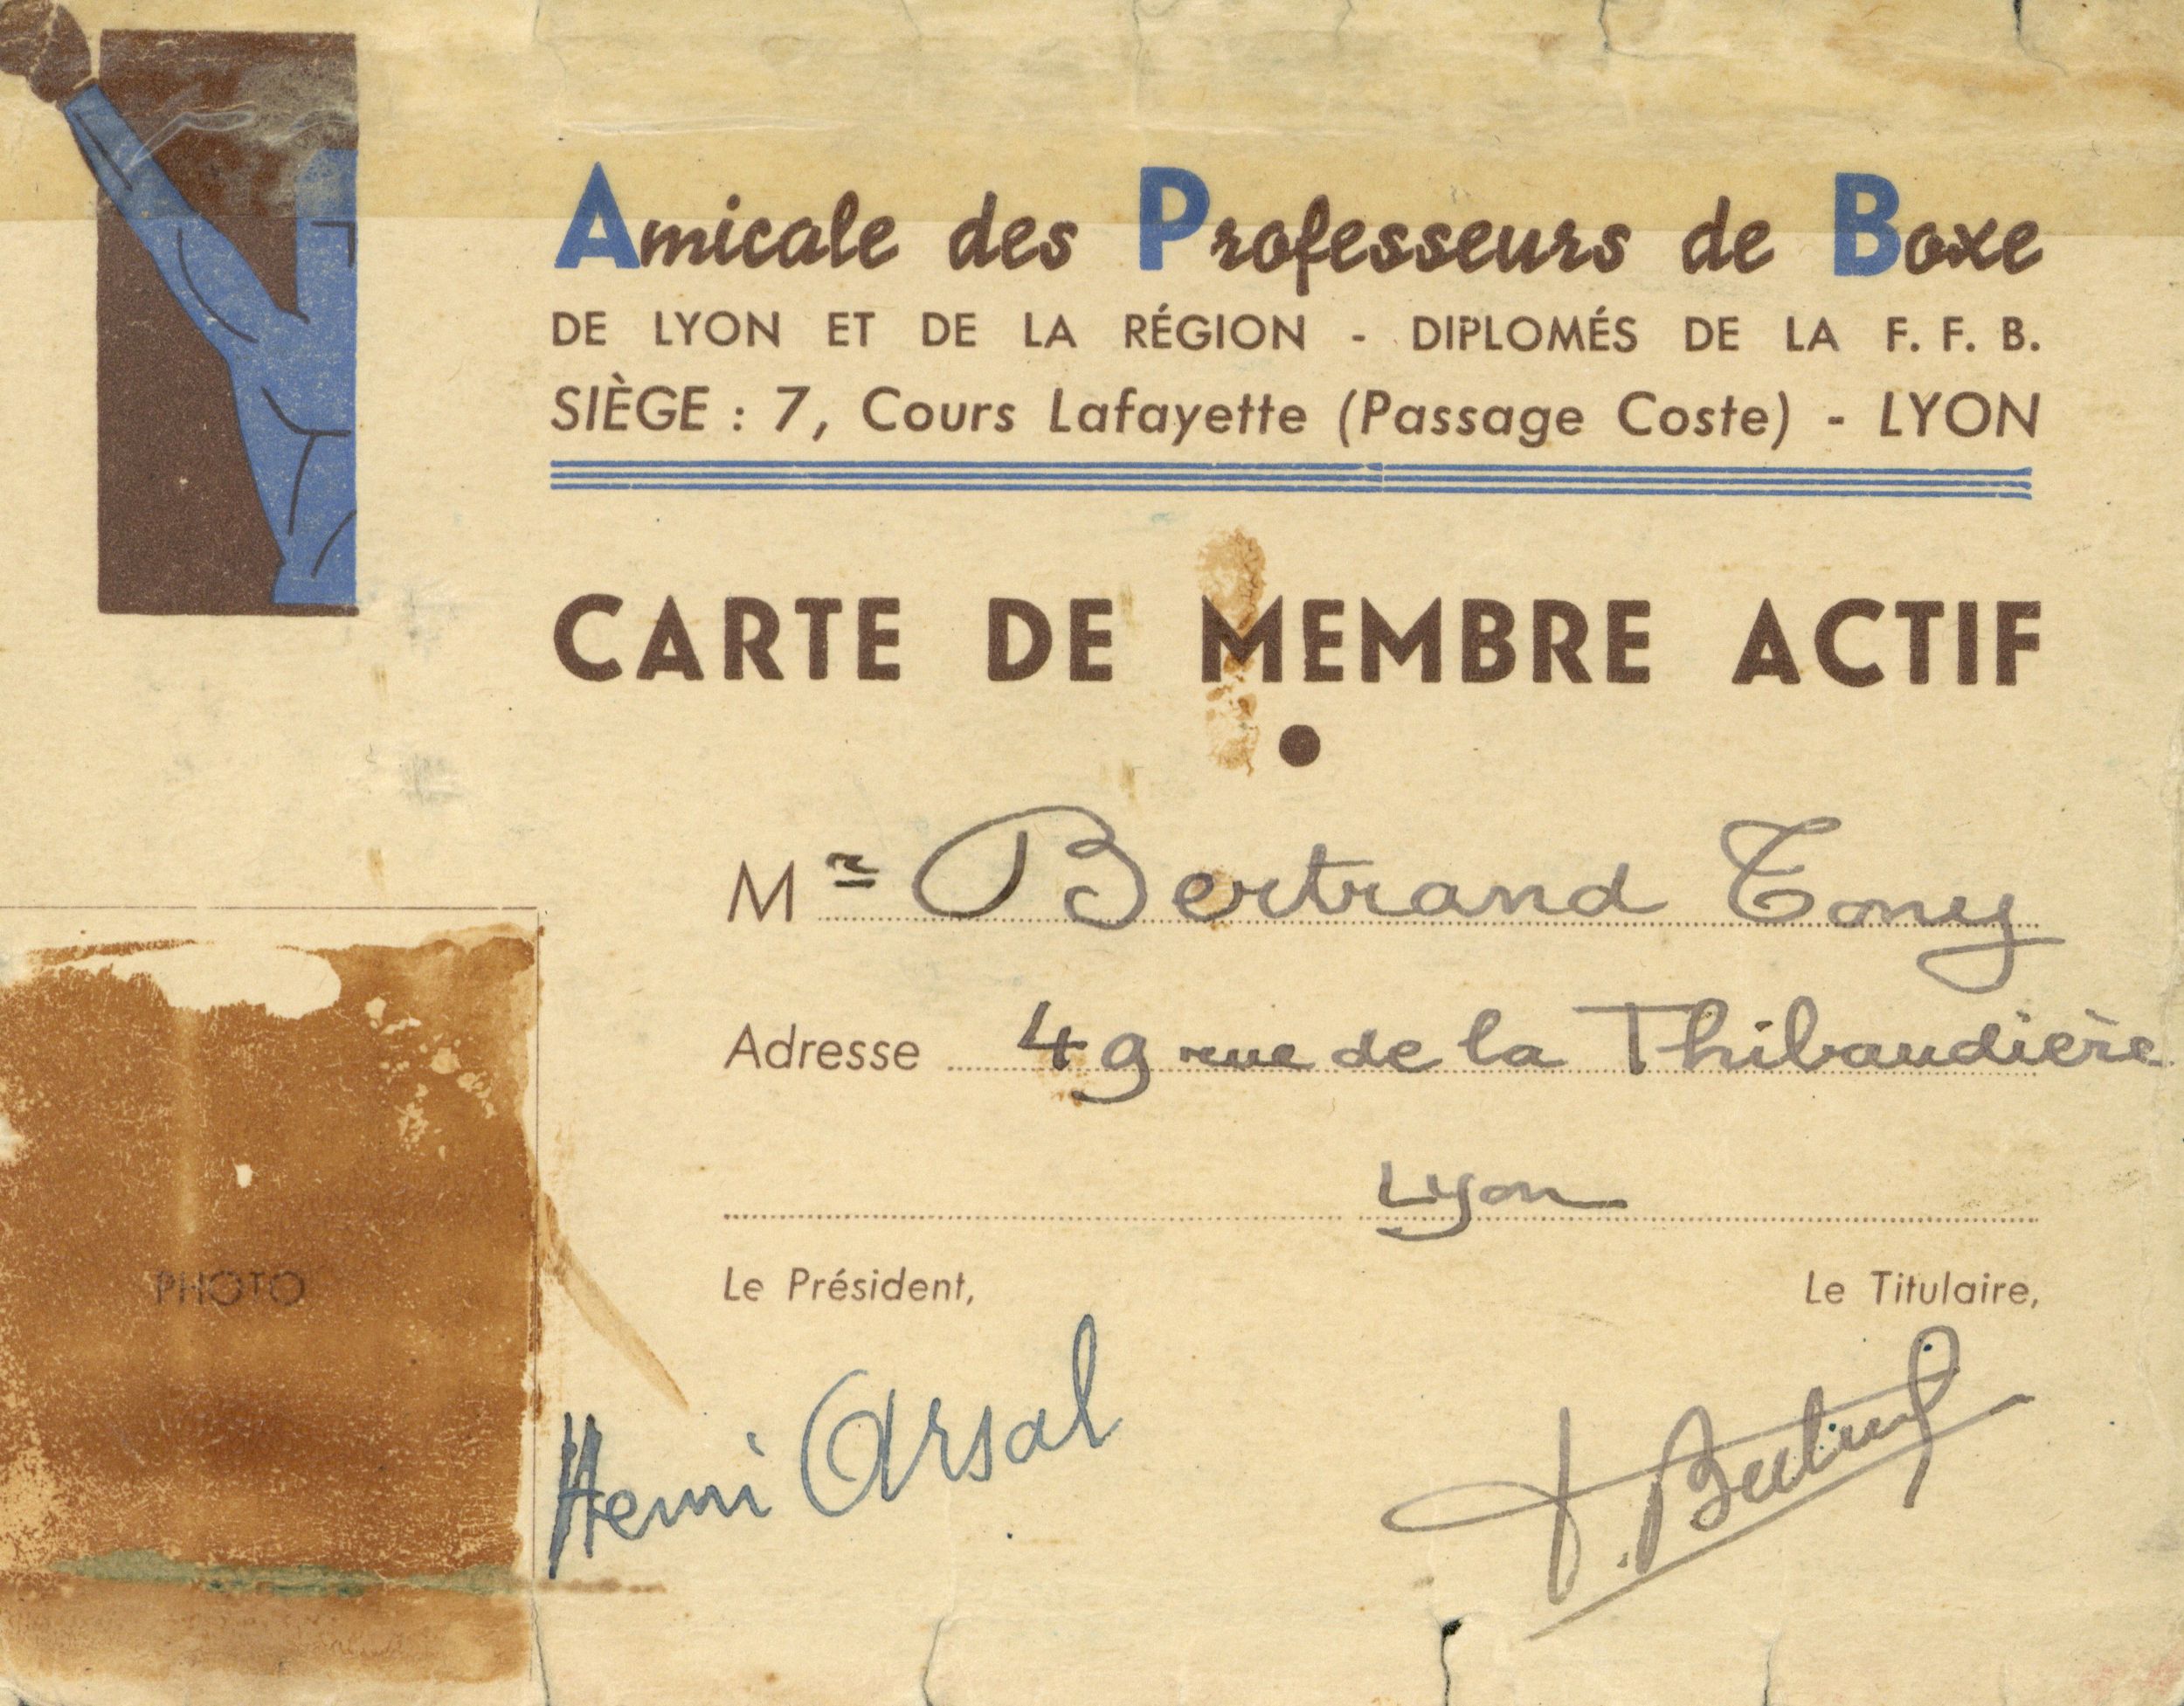 Amicale des Professeurs de Boxe
DE LYON ET DE LA RÉGION - DIPLOMÉS DE LA F. F. B.
SIÈGE : 7, Cours Lafayette (Passage Coste) - LYON
CARTE DE MEMBRE ACTIF
Mr Bertrand Tony
Adresse 49 rue de la Thibaudière
Lyon
PHOTO
Le Président, Le Titulaire,
Henri Arsal T. Bertrand